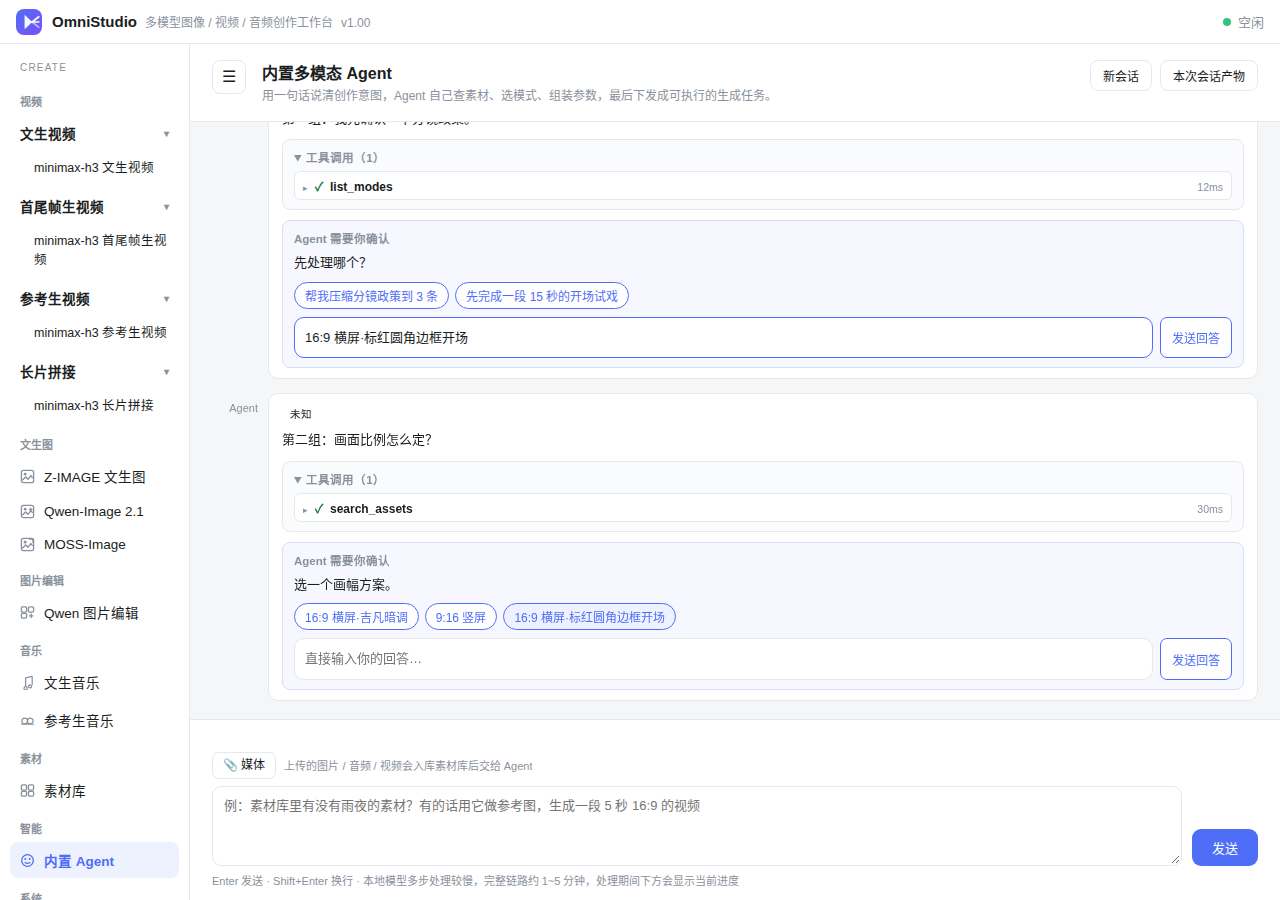 OmniStudio 多模型图像 / 视频 / 音频创作工作台 v1.00
空闲
CREATE
视频
文生视频
minimax-h3 文生视频
首尾帧生视频
minimax-h3 首尾帧生视
频
参考生视频
minimax-h3 参考生视频
长片拼接
minimax-h3 长片拼接
文生图
Z-IMAGE 文生图
Qwen-Image 2.1
MOSS-Image
图片编辑
Qwen 图片编辑
音乐
文生音乐
参考生音乐
素材
素材库
智能
内置 Agent
内置多模态 Agent
用一句话说清创作意图，Agent 自己查素材、选模式、组装参数，最后下发成可执行的生成任务。
新会话
本次会话产物
工具调用（1）
list_modes
12ms
Agent 需要你确认
先处理哪个？
帮我压缩分镜政策到 3 条
先完成一段 15 秒的开场试戏
16:9 横屏·标红圆角边框开场
发送回答
Agent
未知
第二组：画面比例怎么定？
工具调用（1）
search_assets
30ms
Agent 需要你确认
选一个画幅方案。
16:9 横屏·吉凡暗调
9:16 竖屏
16:9 横屏·标红圆角边框开场
直接输入你的回答…
发送回答
📎 媒体
上传的图片 / 音频 / 视频会入库素材库后交给 Agent
例：素材库里有没有雨夜的素材？有的话用它做参考图，生成一段 5 秒 16:9 的视频
发送
Enter 发送 · Shift+Enter 换行 · 本地模型多步处理较慢，完整链路约 1~5 分钟，处理期间下方会显示当前进度